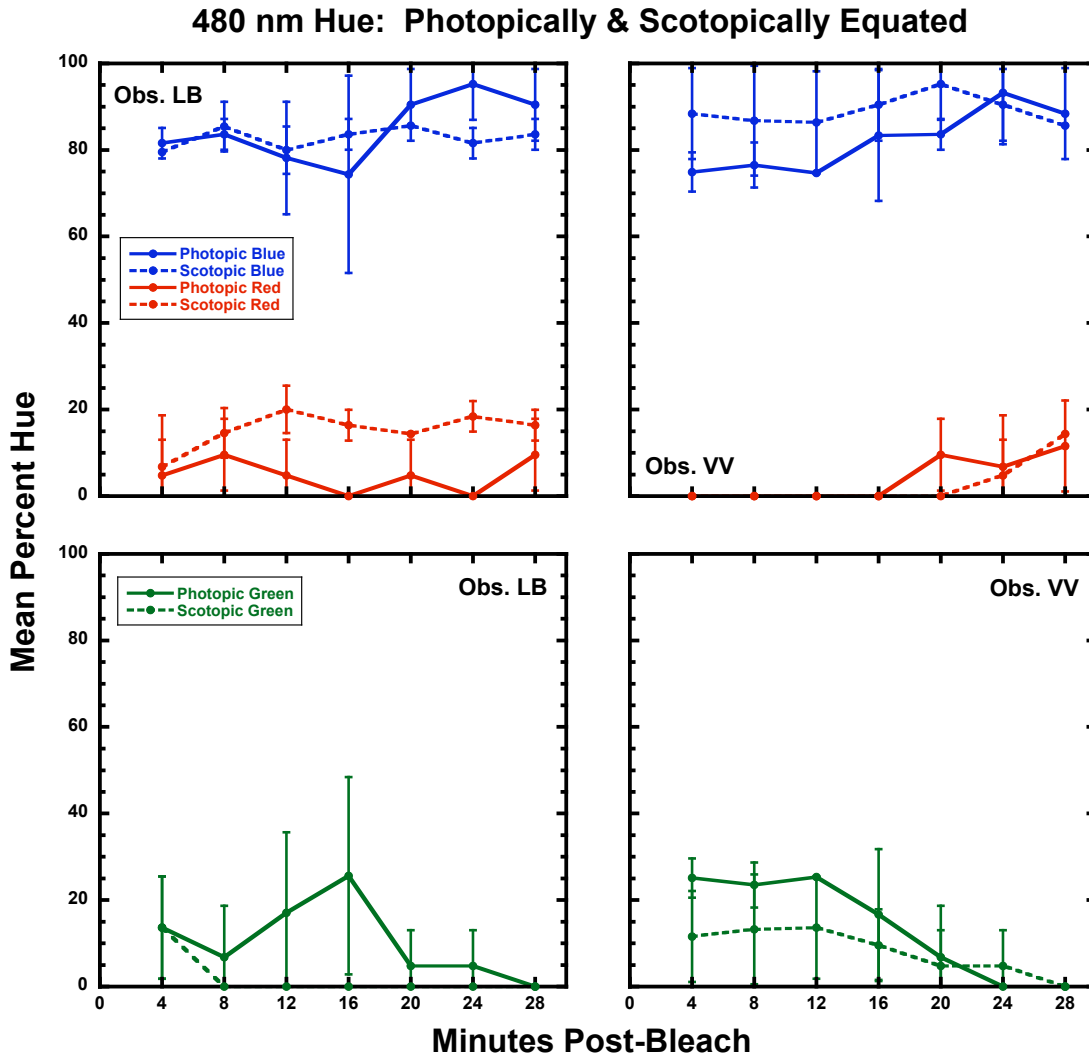 480 nm Hue: Photopically & Scotopically Equated
Mean Percent Hue
100
80
60
40
20
0
Obs. LB
Photopic Blue
Scotopic Blue
Photopic Red
Scotopic Red
Obs. VV
100
80
60
40
20
0
Photopic Green
Scotopic Green
Obs. LB
Obs. VV
0 4 8 12 16 20 24 28
0 4 8 12 16 20 24 28
Minutes Post-Bleach